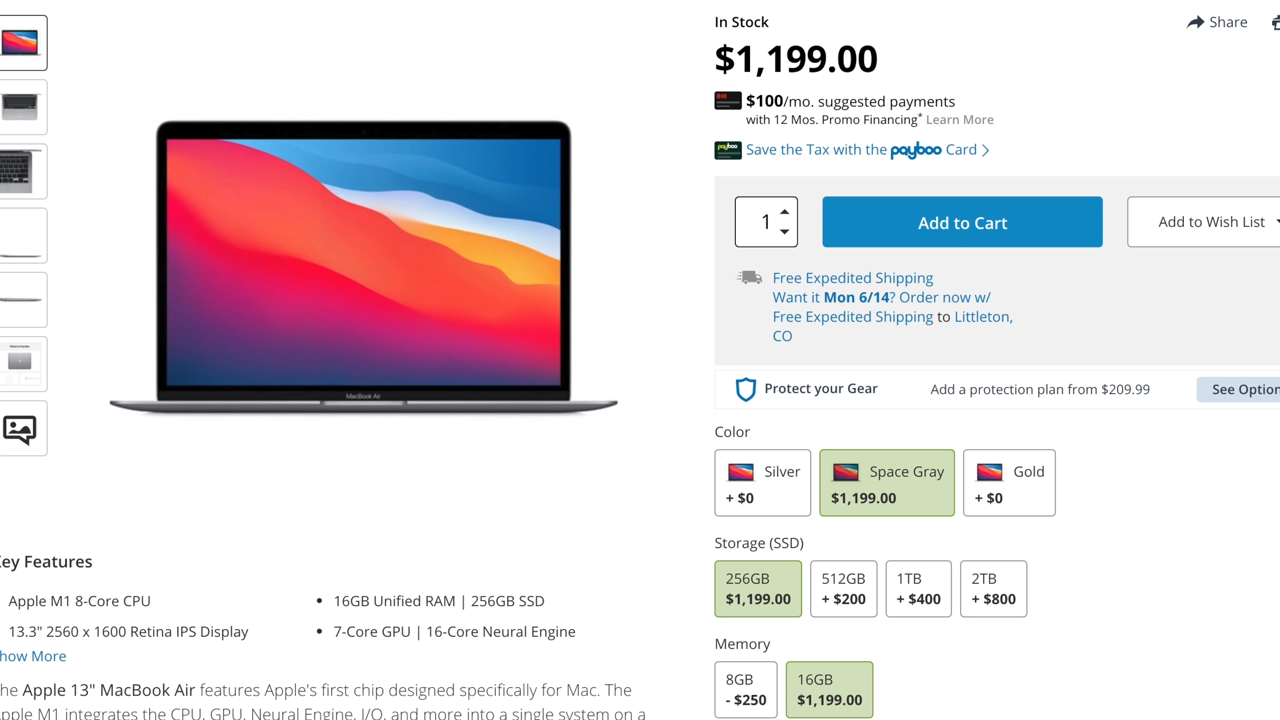 In Stock
Share
$1,199.00
$100/mo. suggested payments
with 12 Mos. Promo Financing* Learn More
payboo Save the Tax with the payboo Card >
1
Add to Cart
Add to Wish List
Free Expedited Shipping
Want it Mon 6/14? Order now w/
Free Expedited Shipping to Littleton,
CO
Protect your Gear
Add a protection plan from $209.99
See Option
MacBook Air
Color
Silver
+ $0
Space Gray
$1,199.00
Gold
+ $0
Storage (SSD)
256GB
$1,199.00
512GB
+ $200
1TB
+ $400
2TB
+ $800
Memory
8GB
- $250
16GB
$1,199.00
Key Features
Apple M1 8-Core CPU
• 16GB Unified RAM | 256GB SSD
13.3" 2560 x 1600 Retina IPS Display
• 7-Core GPU | 16-Core Neural Engine
how More
he Apple 13" MacBook Air features Apple's first chip designed specifically for Mac. The
pple M1 integrates the CPU, GPU, Neural Engine, I/O, and more into a single system on a